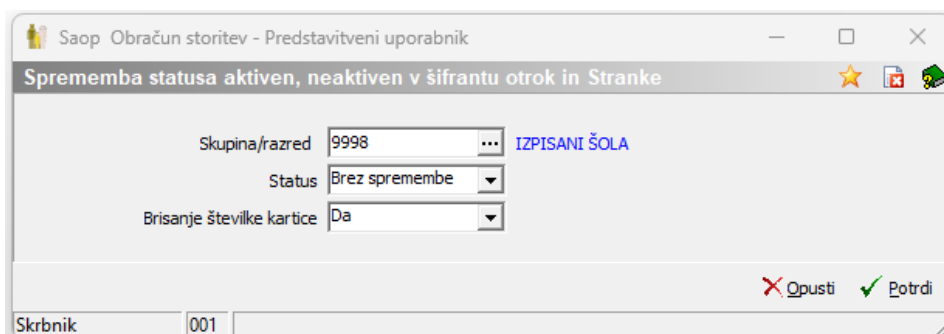 Saop Obračun storitev - Predstavitveni uporabnik
Sprememba statusa aktiven, neaktiven v šifrantu otrok in Stranke
Skupina/razred 9998 ... IZPISANI ŠOLA
Status Brez spremembe
Brisanje številke kartice Da
Opusti Potrdi
Skrbnik 001